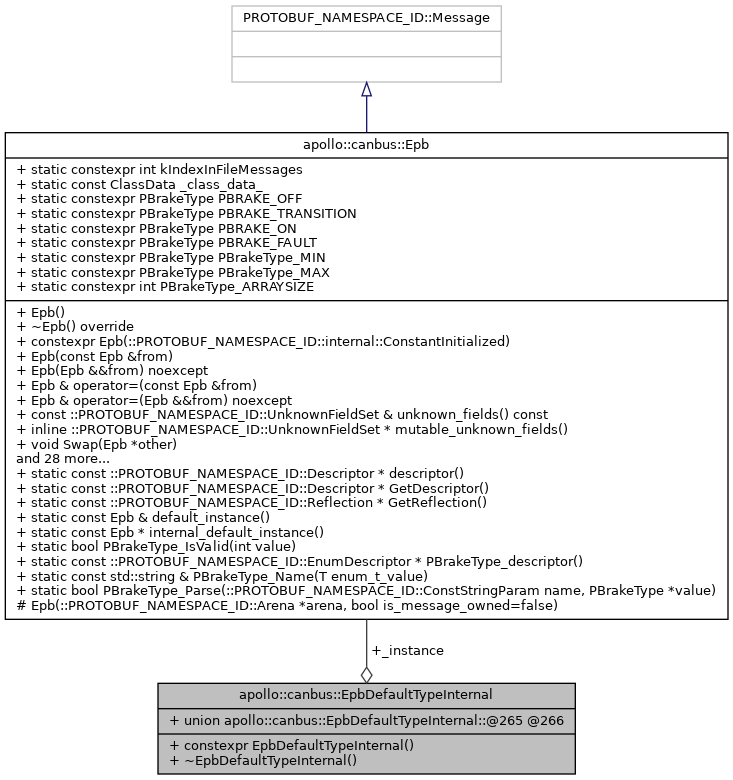 PROTOBUF_NAMESPACE_ID::Message
apollo::canbus::Epb
+ static constexpr int kIndexInFileMessages
+ static const ClassData _class_data_
+ static constexpr PBrakeType PBRAKE_OFF
+ static constexpr PBrakeType PBRAKE_TRANSITION
+ static constexpr PBrakeType PBRAKE_ON
+ static constexpr PBrakeType PBRAKE_FAULT
+ static constexpr PBrakeType PBrakeType_MIN
+ static constexpr PBrakeType PBrakeType_MAX
+ static constexpr int PBrakeType_ARRAYSIZE
+ Epb()
+ ~Epb() override
+ constexpr Epb(::PROTOBUF_NAMESPACE_ID::internal::ConstantInitialized)
+ Epb(const Epb &from)
+ Epb(Epb &&from) noexcept
+ Epb & operator=(const Epb &from)
+ Epb & operator=(Epb &&from) noexcept
+ const ::PROTOBUF_NAMESPACE_ID::UnknownFieldSet & unknown_fields() const
+ inline ::PROTOBUF_NAMESPACE_ID::UnknownFieldSet * mutable_unknown_fields()
+ void Swap(Epb *other)
and 28 more...
+ static const ::PROTOBUF_NAMESPACE_ID::Descriptor * descriptor()
+ static const ::PROTOBUF_NAMESPACE_ID::Descriptor * GetDescriptor()
+ static const ::PROTOBUF_NAMESPACE_ID::Reflection * GetReflection()
+ static const Epb & default_instance()
+ static const Epb * internal_default_instance()
+ static bool PBrakeType_IsValid(int value)
+ static const ::PROTOBUF_NAMESPACE_ID::EnumDescriptor * PBrakeType_descriptor()
+ static const std::string & PBrakeType_Name(T enum_t_value)
+ static bool PBrakeType_Parse(::PROTOBUF_NAMESPACE_ID::ConstStringParam name, PBrakeType *value)
# Epb(::PROTOBUF_NAMESPACE_ID::Arena *arena, bool is_message_owned=false)
+_instance
apollo::canbus::EpbDefaultTypeInternal
+ union apollo::canbus::EpbDefaultTypeInternal::@265 @266
+ constexpr EpbDefaultTypeInternal()
+ ~EpbDefaultTypeInternal()